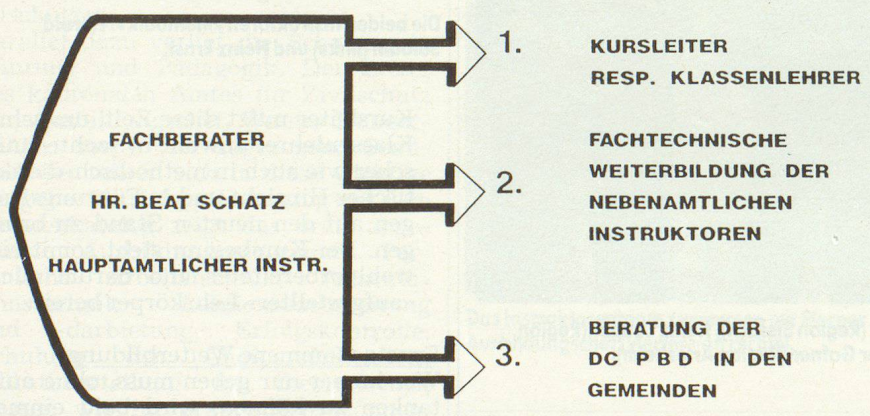 FACHBERATER
HR. BEAT SCHATZ
HAUPTAMTLICHER INSTR.
1. KURSLEITER
RESP. KLASSENLEHRER
2. FACHTECHNISCHE
WEITERBILDUNG DER
NEBENAMTLICHEN
INSTRUKTOREN
3. BERATUNG DER
DC PBD IN DEN
GEMEINDEN